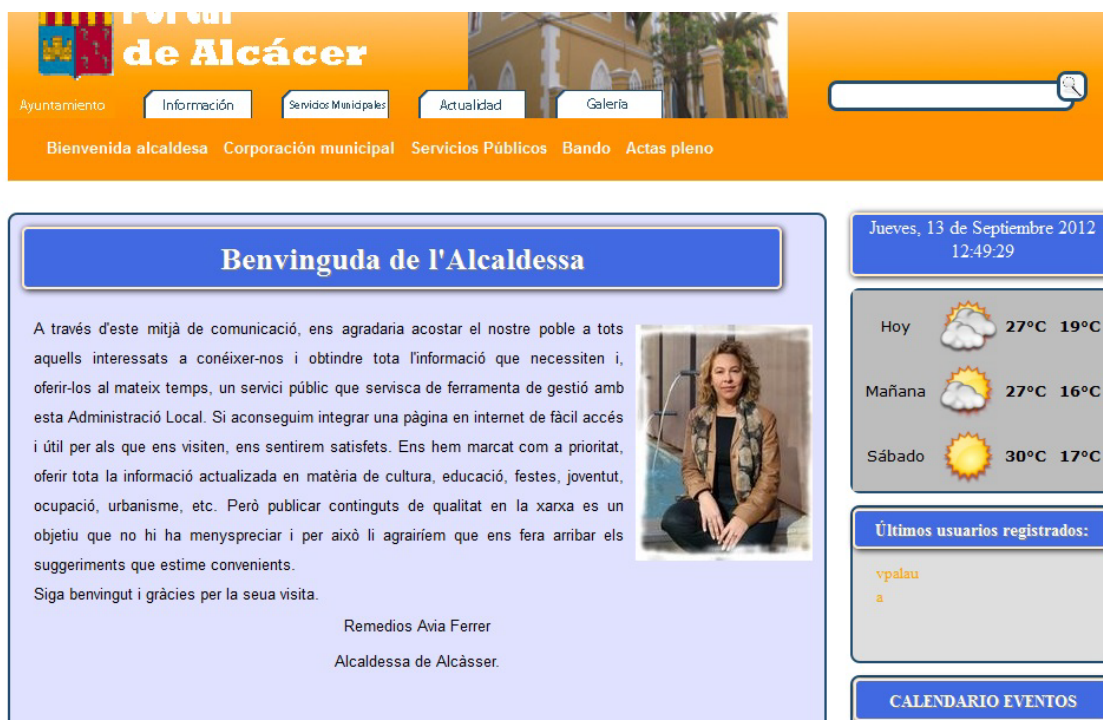 Portal
de Alcácer
Ayuntamiento
Información
Servicios Municipales
Actualidad
Galería
Bienvenida alcaldesa Corporación municipal Servicios Públicos Bando Actas pleno
Benvinguda de l'Alcaldessa
A través d'este mitjà de comunicació, ens agradaria acostar el nostre poble a tots
aquells interessats a conéixer-nos i obtindre tota l'informació que necessiten i,
oferir-los al mateix temps, un servici públic que servisca de ferramenta de gestió amb
esta Administració Local. Si aconseguim integrar una pàgina en internet de fàcil accés
i útil per als que ens visiten, ens sentirem satisfets. Ens hem marcat com a prioritat,
oferir tota la informació actualizada en matèria de cultura, educació, festes, joventut,
ocupació, urbanisme, etc. Però publicar continguts de qualitat en la xarxa es un
objetiu que no hi ha menyspreciar i per això li agrairíem que ens fera arribar els
suggeriments que estime convenients.
Siga benvingut i gràcies per la seua visita.
Remedios Avia Ferrer
Alcaldessa de Alcàsser.
Jueves, 13 de Septiembre 2012
12:49:29
Hoy 27ºC 19ºC
Mañana 27ºC 16ºC
Sábado 30ºC 17ºC
Últimos usuarios registrados:
vpalau
a
CALENDARIO EVENTOS